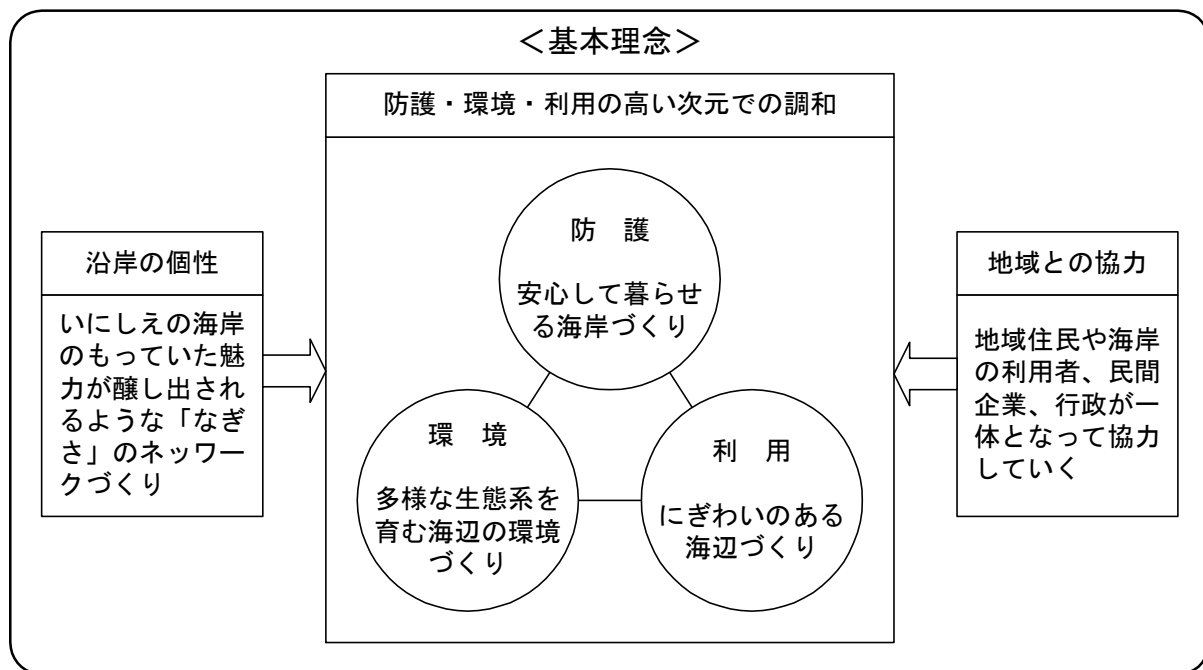 ＜基本理念＞
防護・環境・利用の高い次元での調和
防　護
安心して暮らせ
る海岸づくり
環　境
多様な生態系を
育む海辺の環境
づくり
利　用
にぎわいのある
海辺づくり
沿岸の個性
いにしえの海岸
のもっていた魅
力が醸し出され
るような「なぎ
さ」のネッワー
クづくり
地域との協力
地域住民や海岸
の利用者、民間
企業、行政が一
体となって協力
していく